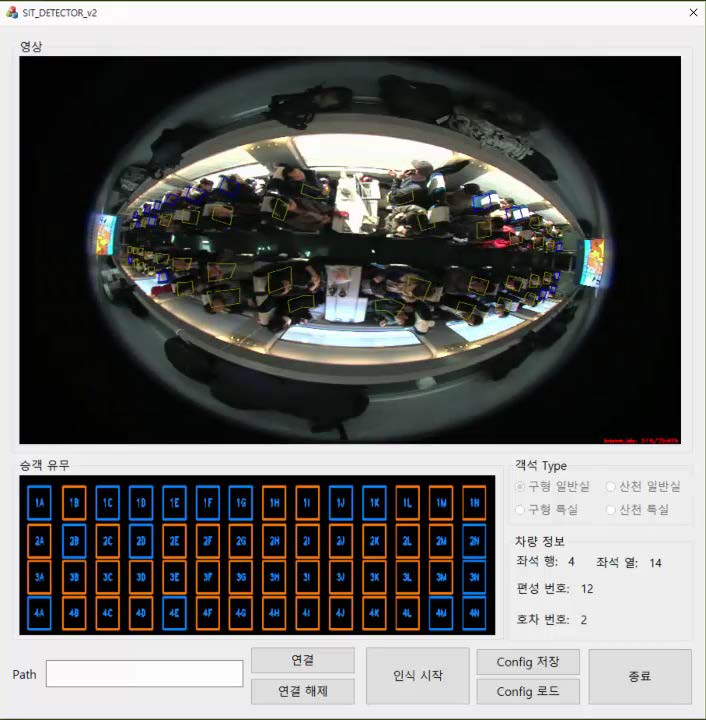 SIT_DETECTOR_v2
영상
승객 유무
1A 1B 1C 1D 1E 1F 1G 1H 1I 1J 1K 1L 1M 1N
2A 2B 2C 2D 2E 2F 2G 2H 2I 2J 2K 2L 2M 2N
3A 3B 3C 3D 3E 3F 3G 3H 3I 3J 3K 3L 3M 3N
4A 4B 4C 4D 4E 4F 4G 4H 4I 4J 4K 4L 4M 4N
객석 Type
구형 일반실 산천 일반실
구형 특실 산천 특실
차량 정보
좌석 행: 4 좌석 열: 14
편성 번호: 12
호차 번호: 2
Path
연결
연결 해제
인식 시작
Config 저장
Config 로드
종료